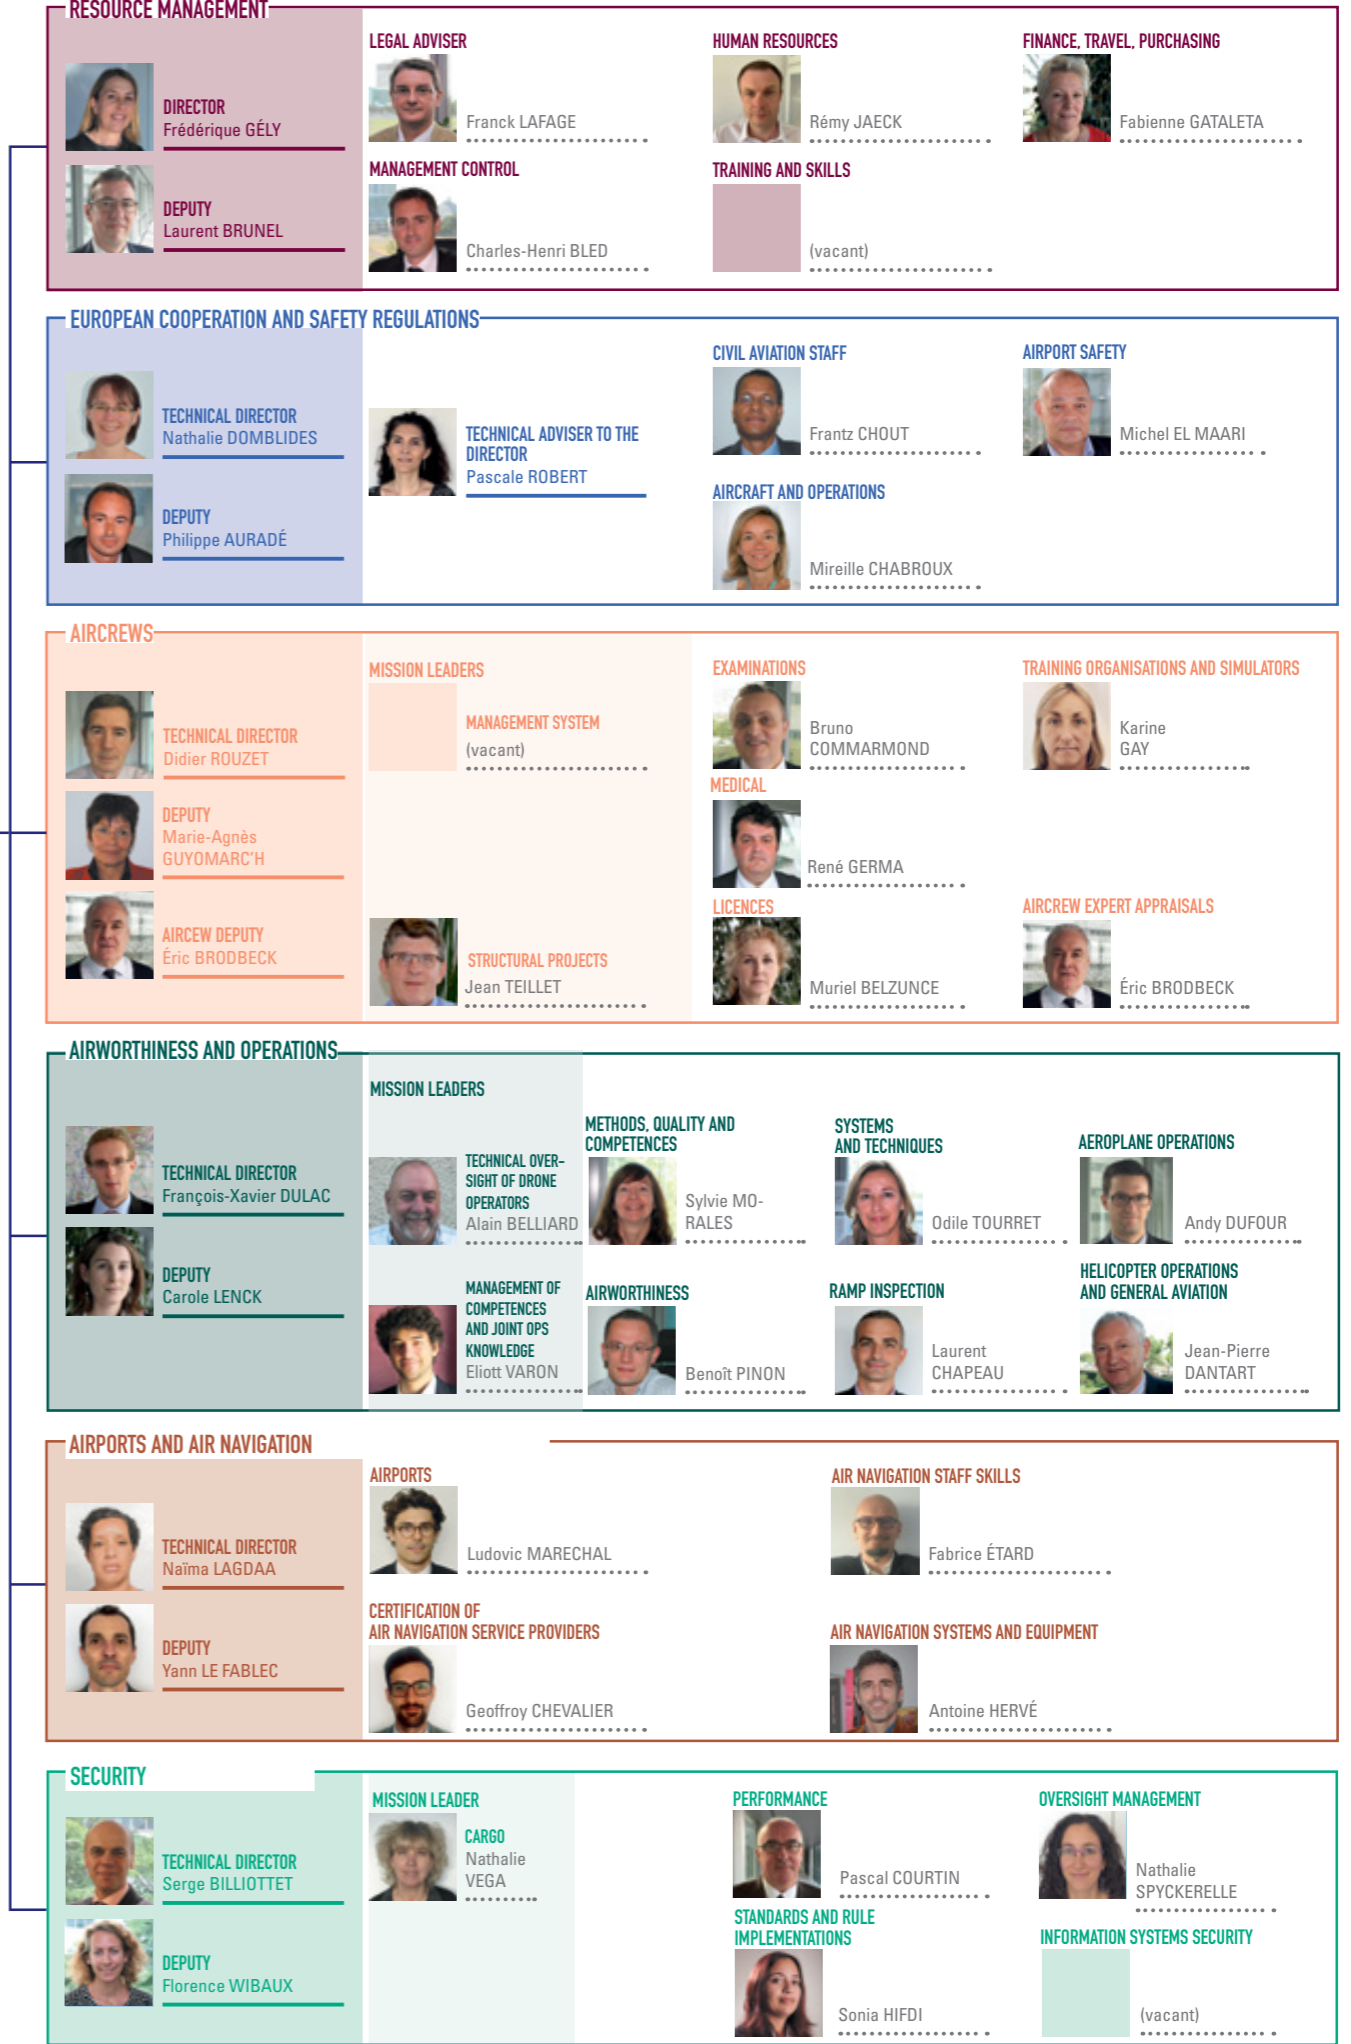 RESOURCE MANAGEMENT
DIRECTOR
Frédérique GÉLY
DEPUTY
Laurent BRUNEL
LEGAL ADVISER
Franck LAFAGE
HUMAN RESOURCES
Rémy JAECK
FINANCE, TRAVEL, PURCHASING
Fabienne GATALETA
MANAGEMENT CONTROL
Charles-Henri BLED
TRAINING AND SKILLS
(vacant)
EUROPEAN COOPERATION AND SAFETY REGULATIONS
TECHNICAL DIRECTOR
Nathalie DOMBLIDES
DEPUTY
Philippe AURADÉ
TECHNICAL ADVISER TO THE
DIRECTOR
Pascale ROBERT
CIVIL AVIATION STAFF
Frantz CHOUT
AIRPORT SAFETY
Michel EL MAARI
AIRCRAFT AND OPERATIONS
Mireille CHABROUX
AIRCREWS
TECHNICAL DIRECTOR
Didier ROUZET
DEPUTY
Marie-Agnès
GUYOMARC'H
AIRCEW DEPUTY
Éric BRODBECK
MISSION LEADERS
MANAGEMENT SYSTEM
(vacant)
STRUCTURAL PROJECTS
Jean TEILLET
EXAMINATIONS
Bruno
COMMARMOND
TRAINING ORGANISATIONS AND SIMULATORS
Karine
GAY
MEDICAL
René GERMA
LICENCES
Muriel BELZUNCE
AIRCREW EXPERT APPRAISALS
Éric BRODBECK
AIRWORTHINESS AND OPERATIONS
TECHNICAL DIRECTOR
François-Xavier DULAC
DEPUTY
Carole LENCK
MISSION LEADERS
TECHNICAL OVER-
SIGHT OF DRONE
OPERATORS
Alain BELLIARD
MANAGEMENT OF
COMPETENCES
AND JOINT OPS
KNOWLEDGE
Eliott VARON
METHODS, QUALITY AND
COMPETENCES
Sylvie MO-
RALES
SYSTEMS
AND TECHNIQUES
Odile TOURRET
AEROPLANE OPERATIONS
Andy DUFOUR
AIRWORTHINESS
Benoît PINON
RAMP INSPECTION
Laurent
CHAPEAU
HELICOPTER OPERATIONS
AND GENERAL AVIATION
Jean-Pierre
DANTART
AIRPORTS AND AIR NAVIGATION
TECHNICAL DIRECTOR
Naïma LAGDAA
DEPUTY
Yann LE FABLEC
AIRPORTS
Ludovic MARECHAL
AIR NAVIGATION STAFF SKILLS
Fabrice ÉTARD
CERTIFICATION OF
AIR NAVIGATION SERVICE PROVIDERS
Geoffroy CHEVALIER
AIR NAVIGATION SYSTEMS AND EQUIPMENT
Antoine HERVÉ
SECURITY
TECHNICAL DIRECTOR
Serge BILLIOTTET
DEPUTY
Florence WIBAUX
MISSION LEADER
CARGO
Nathalie
VEGA
PERFORMANCE
Pascal COURTIN
OVERSIGHT MANAGEMENT
Nathalie
SPYCKERELLE
STANDARDS AND RULE
IMPLEMENTATIONS
Sonia HIFDI
INFORMATION SYSTEMS SECURITY
(vacant)